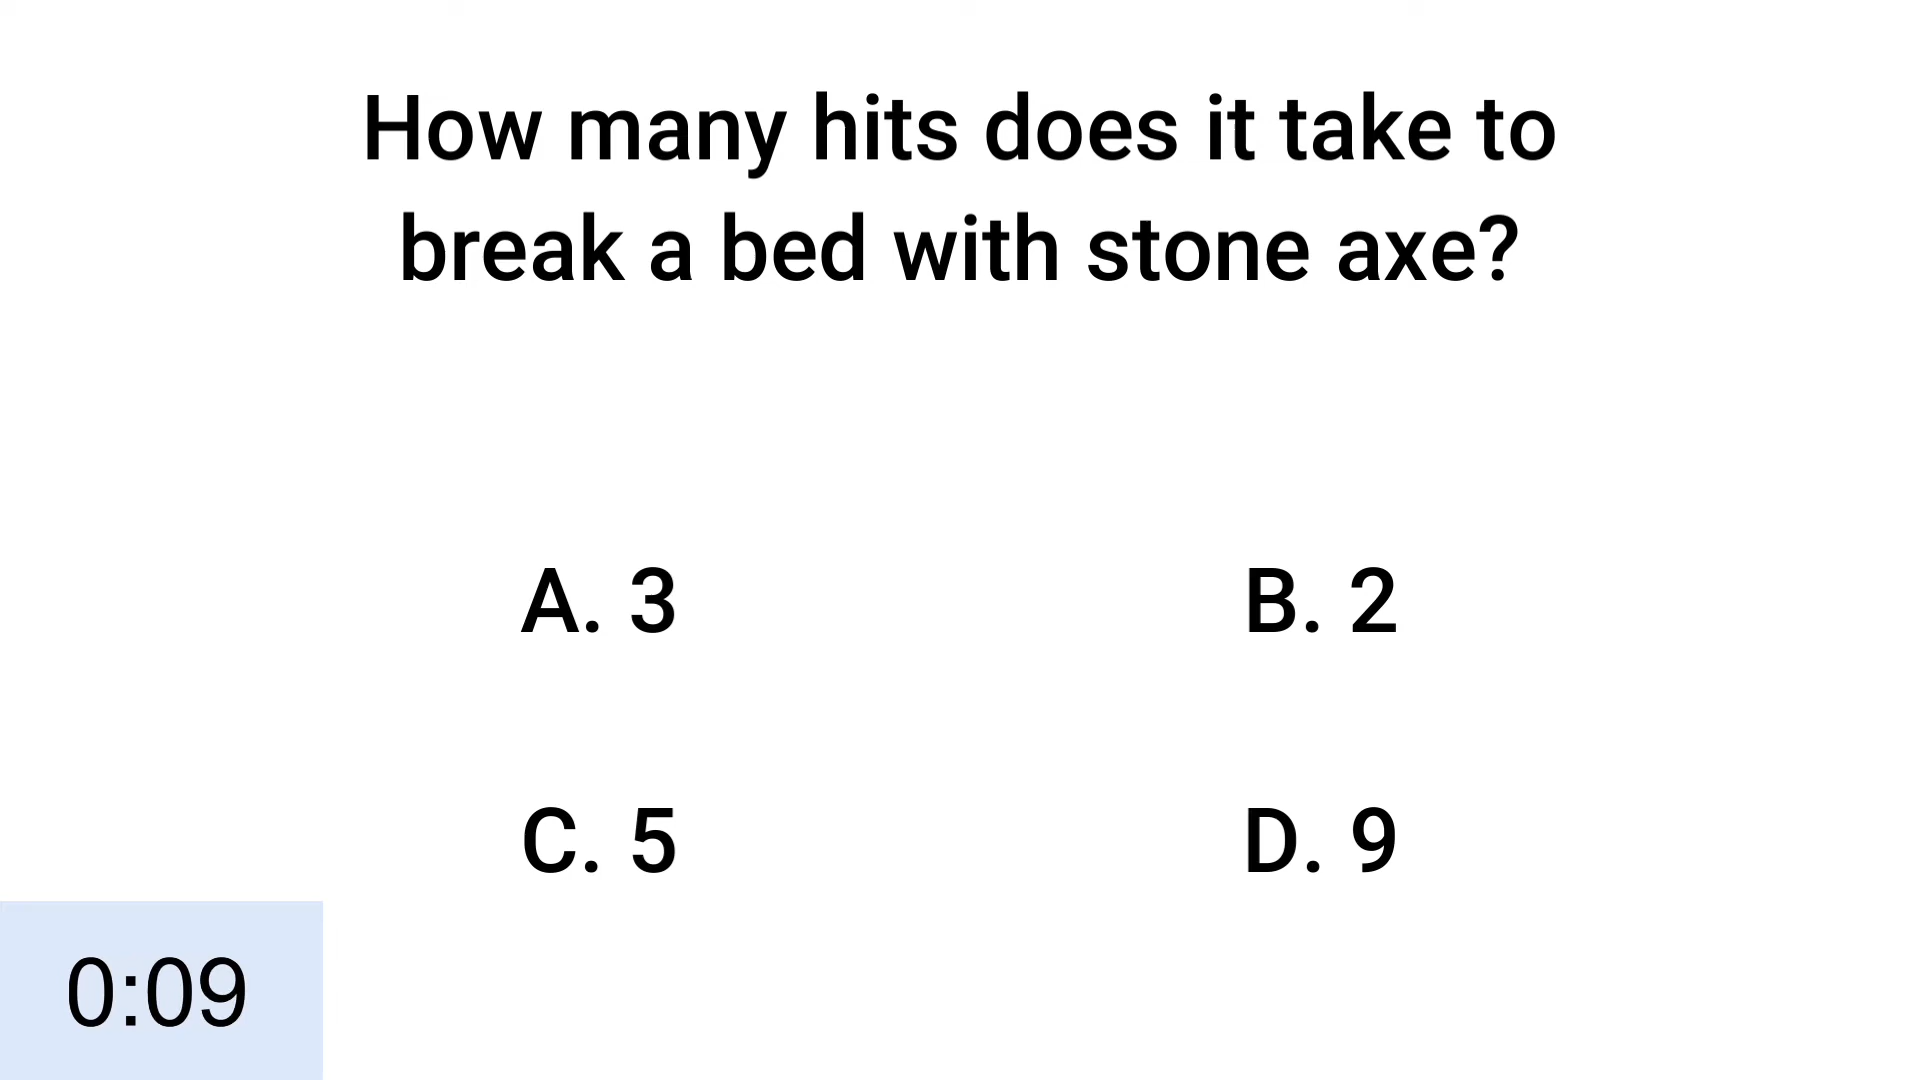 How many hits does it take to
break a bed with stone axe?
A. 3
B. 2
C. 5
D. 9
0:09